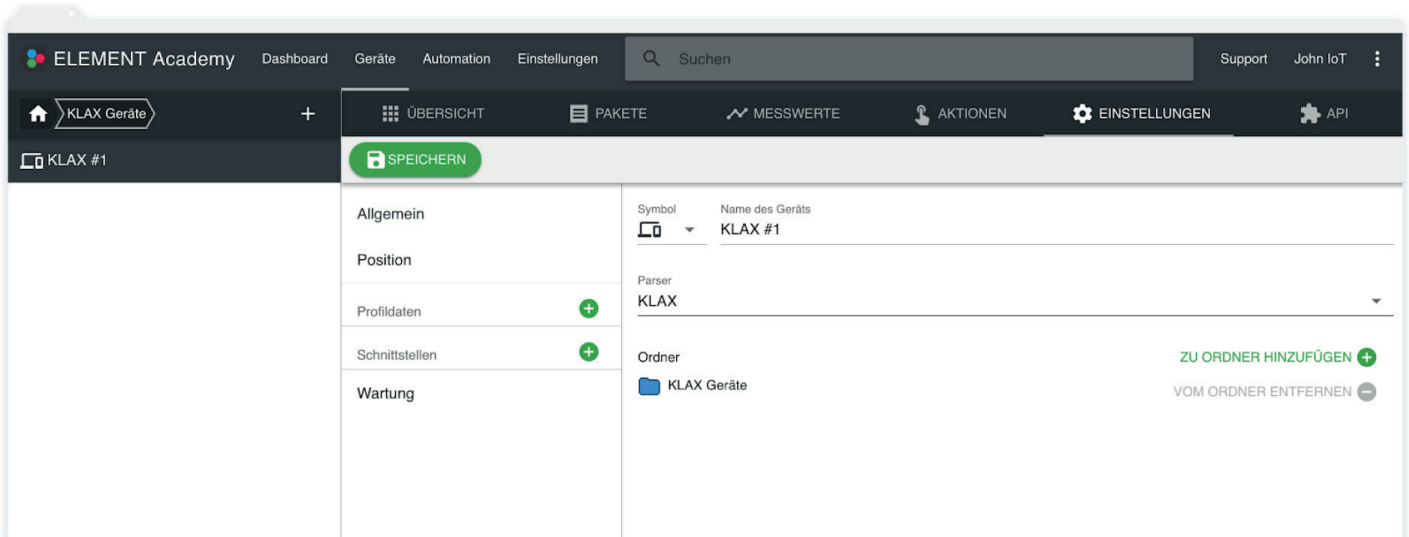 ELEMENT Academy Dashboard Geräte Automation Einstellungen Suchen Support John IoT
KLAX Geräte + ÜBERSICHT PAKETE MESSWERTE AKTIONEN EINSTELLUNGEN API
KLAX #1 SPEICHERN
Allgemein
Position
Profildaten
Schnittstellen
Wartung
Symbol Name des Geräts
KLAX #1
Parser
KLAX
Ordner ZU ORDNER HINZUFÜGEN
KLAX Geräte VOM ORDNER ENTFERNEN